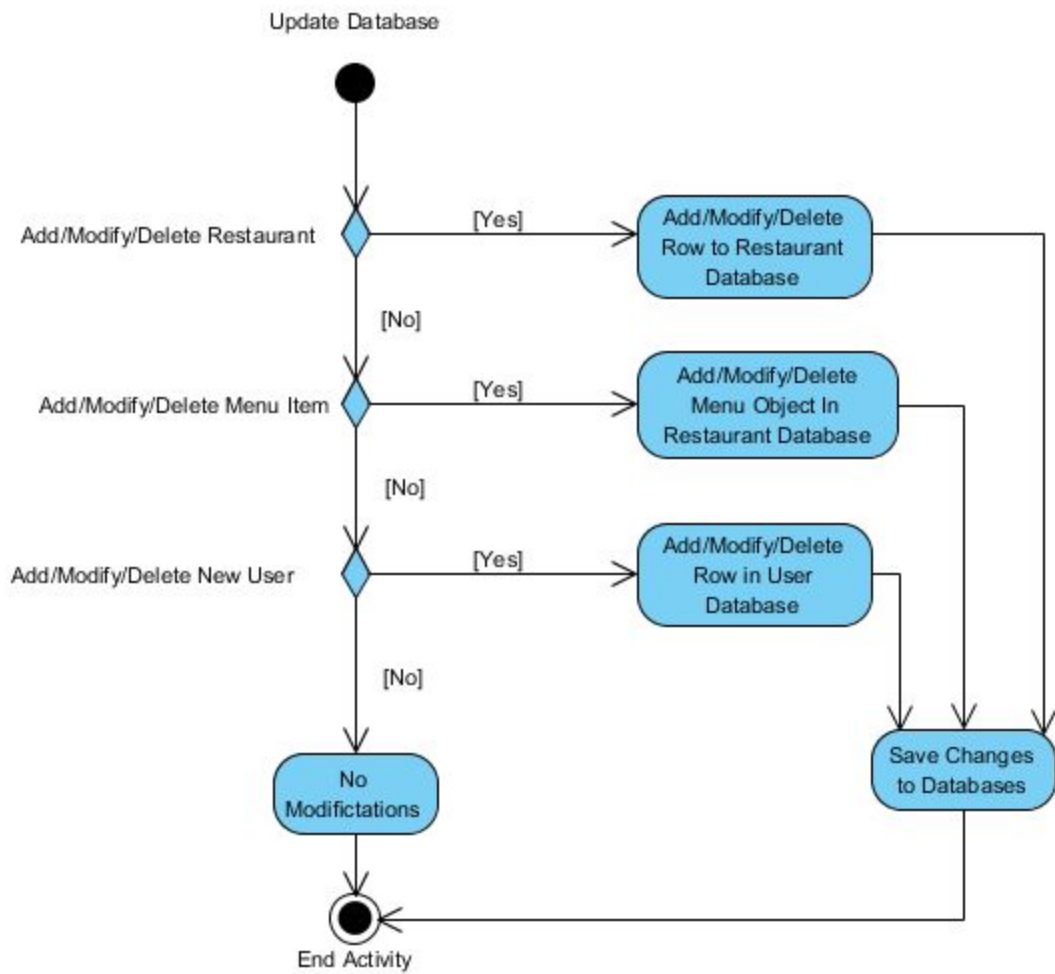 Update Database
Add/Modify/Delete Restaurant
[Yes]
Add/Modify/Delete
Row to Restaurant
Database
[No]
Add/Modify/Delete Menu Item
[Yes]
Add/Modify/Delete
Menu Object In
Restaurant Database
[No]
Add/Modify/Delete New User
[Yes]
Add/Modify/Delete
Row in User
Database
[No]
No
Modifictations
Save Changes
to Databases
End Activity